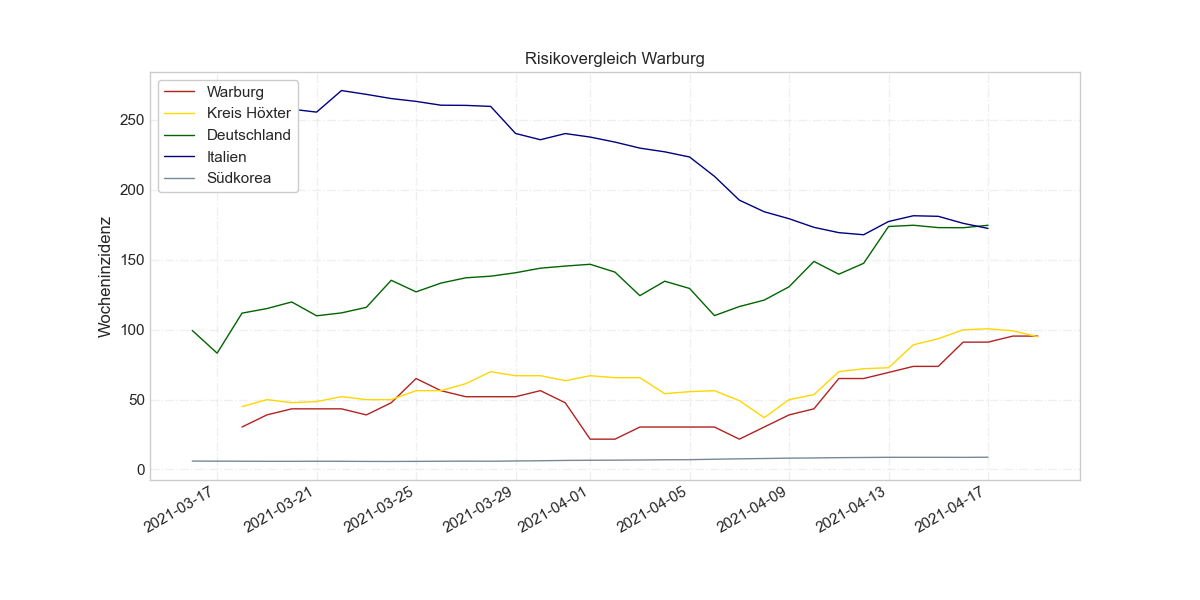 Risikovergleich Warburg
Warburg
Kreis Höxter
Deutschland
Italien
Südkorea
Wocheninzidenz
250
200
150
100
50
0
2021-03-17
2021-03-21
2021-03-25
2021-03-29
2021-04-01
2021-04-05
2021-04-09
2021-04-13
2021-04-17